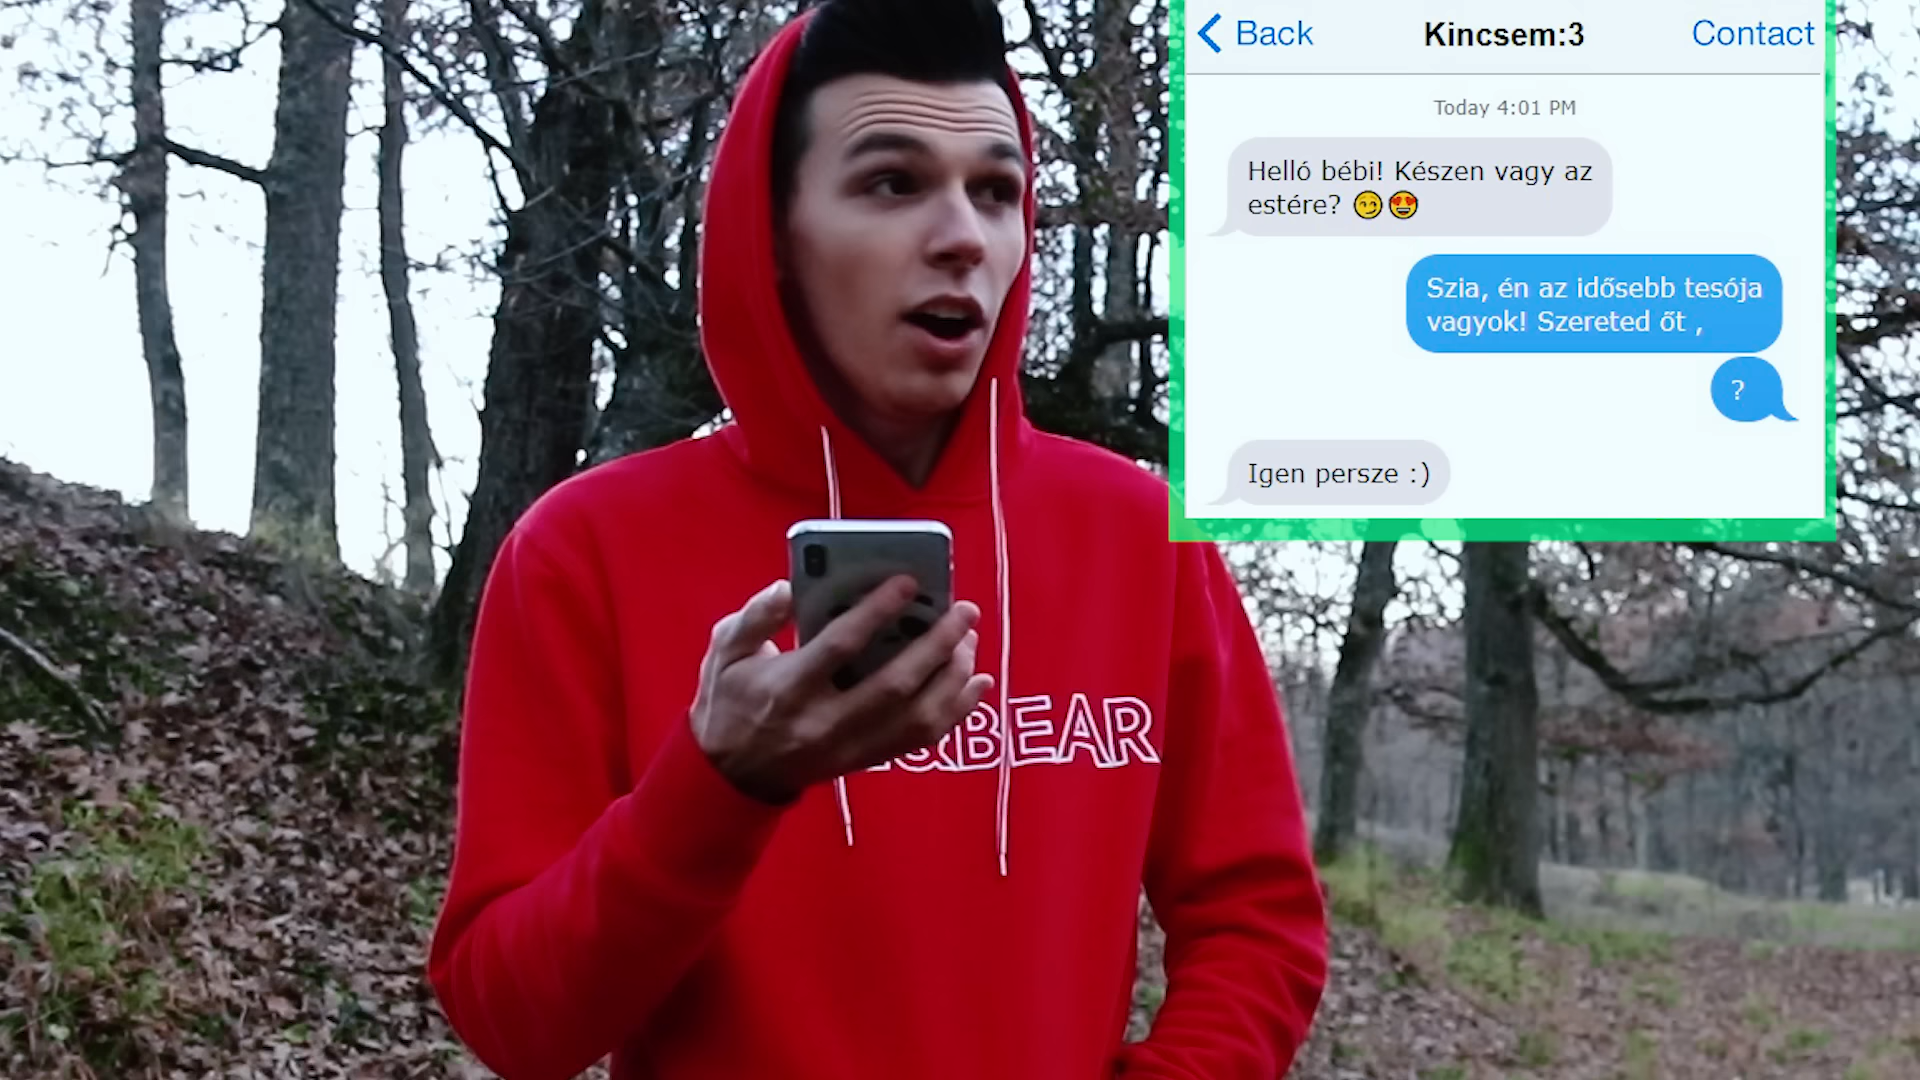 Back Kincsem:3 Contact
Today 4:01 PM
Helló bébi! Készen vagy az
estére? 😏😍
Szia, én az idősebb tesója
vagyok! Szereted őt ,
?
Igen persze :)
&BEAR